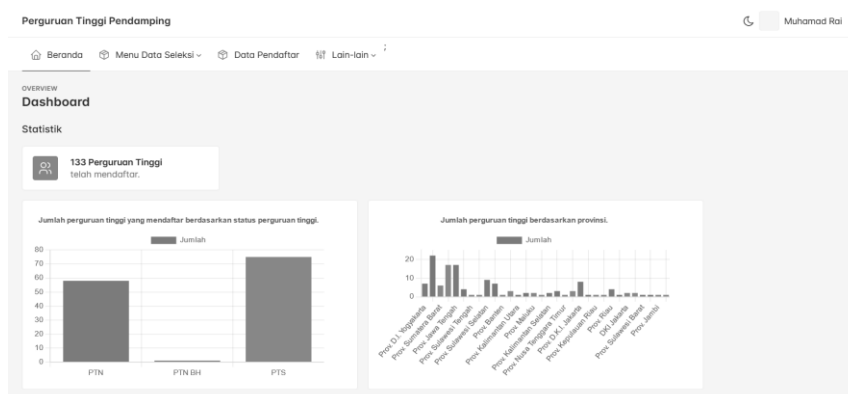 Perguruan Tinggi Pendamping
Muhamad Rai
Beranda
Menu Data Seleksi
Data Pendaftar
Lain-lain
;
OVERVIEW
Dashboard
Statistik
133 Perguruan Tinggi
telah mendaftar.
Jumlah perguruan tinggi yang mendaftar berdasarkan status perguruan tinggi.
Jumlah
80
70
60
50
40
30
20
10
0
PTN
PTN BH
PTS
Jumlah perguruan tinggi berdasarkan provinsi.
Jumlah
20
10
0
Prov. D.I. Yogyakarta
Prov. Sumatera Barat
Prov. Jawa Tengah
Prov. Sulawesi Tengah
Prov. Sulawesi Selatan
Prov. Banten
Prov. Kalimantan Utara
Prov. Maluku
Prov. Kalimantan Selatan
Prov. Nusa Tenggara Timur
Prov. D.K.I. Jakarta
Prov. Kepulauan Riau
Prov. Riau
DKI Jakarta
Prov. Sulawesi Barat
Prov. Jambi